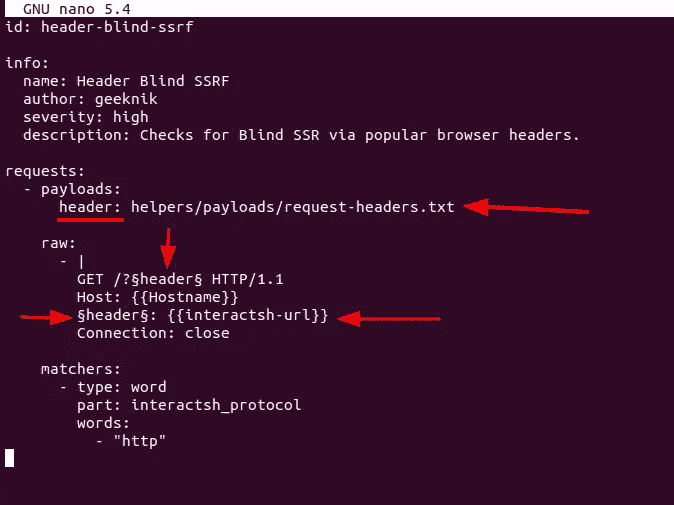 GNU nano 5.4
id: header-blind-ssrf
info:
name: Header Blind SSRF
author: geeknik
severity: high
description: Checks for Blind SSR via popular browser headers.
requests:
- payloads:
header: helpers/payloads/request-headers.txt
raw:
- |
GET /?§header§ HTTP/1.1
Host: {{Hostname}}
§header§: {{interactsh-url}}
Connection: close
matchers:
- type: word
part: interactsh_protocol
words:
- "http"